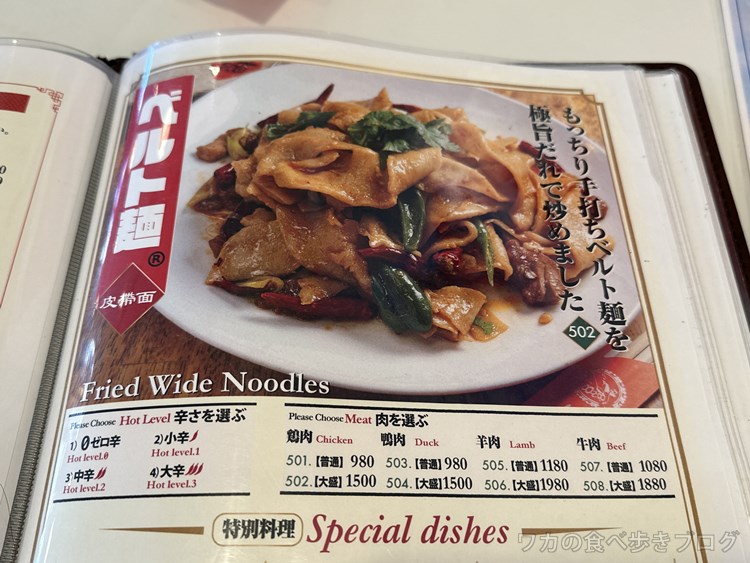 ベルト麺®
皮帶面
もっちり手打ちベルト麺を
極旨だれで炒めました
502
Fried Wide Noodles
Please Choose Hot Level 辛さを選ぶ
1) 0ゼロ辛
Hot level.0
2)小辛
Hot level.1
3)中辛
Hot level.2
4)大辛
Hot level.3
Please Choose Meat 肉を選ぶ
鶏肉 Chicken
鴨肉 Duck
羊肉 Lamb
牛肉 Beef
501.【普通】 980
503.【普通】980
505.【普通】1180
507.【普通】1080
502.【大盛】1500
504.【大盛】1500
506.【大盛】1980
508.【大盛】1880
特別料理 Special dishes
ワカの食べ歩きブログ